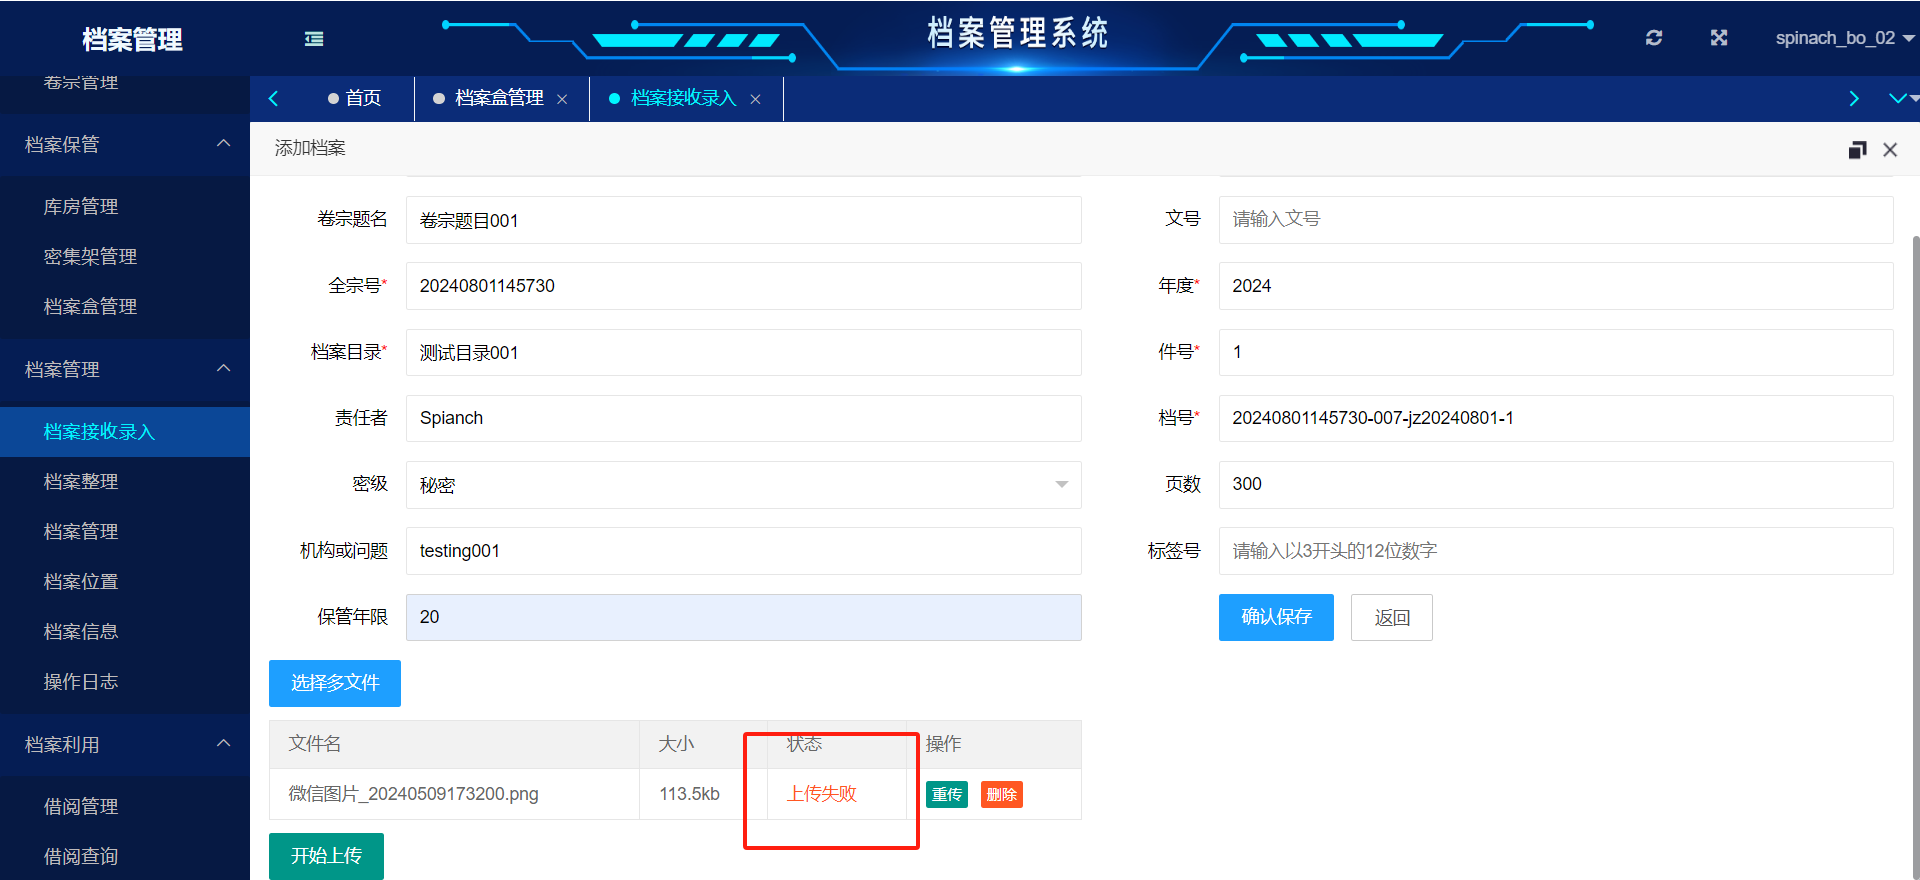 档案管理
档案管理系统
spinach_bo_02
卷宗管理
首页
档案盒管理
档案接收录入
档案保管
库房管理
密集架管理
档案盒管理
档案管理
档案接收录入
档案整理
档案管理
档案位置
档案信息
操作日志
档案利用
借阅管理
借阅查询
添加档案
卷宗题名 卷宗题目001 文号 请输入文号
全宗号* 20240801145730 年度* 2024
档案目录* 测试目录001 件号* 1
责任者 Spianch 档号* 20240801145730-007-jz20240801-1
密级 秘密 页数 300
机构或问题 testing001 标签号 请输入以3开头的12位数字
保管年限 20 确认保存 返回
选择多文件
文件名 大小 状态 操作
微信图片_20240509173200.png 113.5kb 上传失败 重传 删除
开始上传